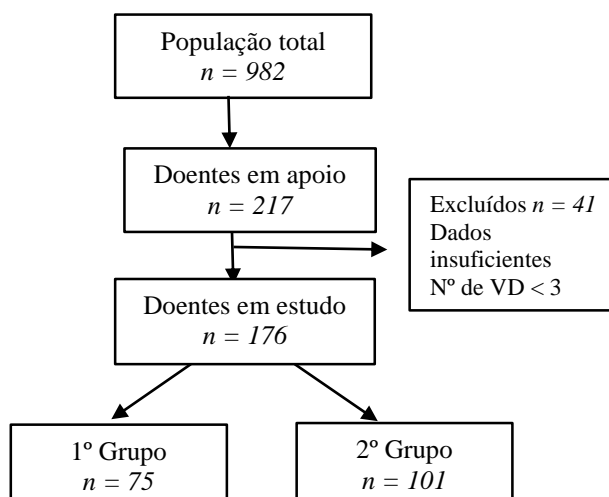 População total
n = 982
Doentes em apoio
n = 217
Excluídos n = 41
Dados
insuficientes
Nº de VD < 3
Doentes em estudo
n = 176
1º Grupo
n = 75
2º Grupo
n = 101